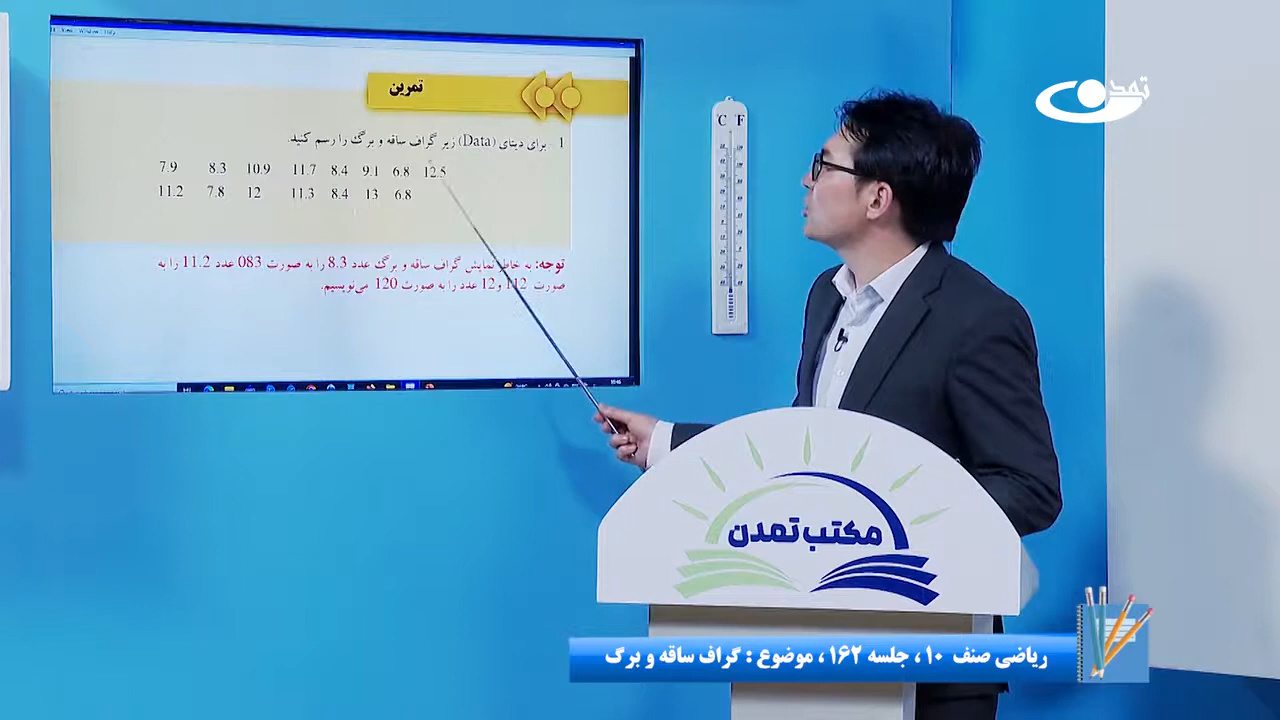 تمدن
تمرین
1 - برای دیتای (Data) زیر گراف ساقه و برگ را رسم کنید.
7.9 8.3 10.9 11.7 8.4 9.1 6.8 12.5
11.2 7.8 12 11.3 8.4 13 6.8
توجه: به خاطر نمایش گراف ساقه و برگ عدد 8.3 را به صورت 083 عدد 11.2 را به
صورت 112 و12 عدد را به صورت 120 می‌نویسیم.
C F
مکتب تمدن
ریاضی صنف ۱۰، جلسه ۱۶۲، موضوع : گراف ساقه و برگ